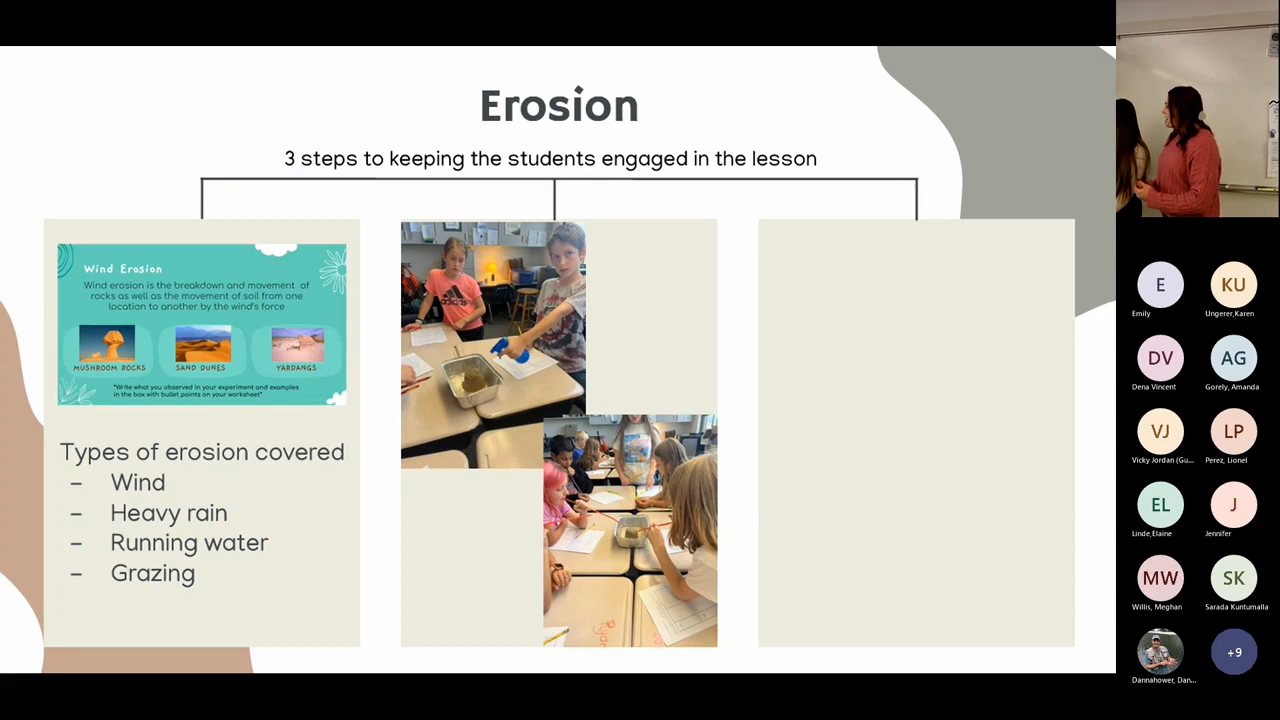 Erosion
3 steps to keeping the students engaged in the lesson
Wind Erosion
Wind erosion is the breakdown and movement of
rocks as well as the movement of soil from one
location to another by the wind's force
MUSHROOM ROCKS
SAND DUNES
YARDANGS
*Write what you observed in your experiment and examples
in the box with bullet points on your worksheet*
Types of erosion covered
- Wind
- Heavy rain
- Running water
- Grazing
E
Emily
KU
Ungerer,Karen
DV
Dena Vincent
AG
Gorely, Amanda
VJ
Vicky Jordan (Gu...
LP
Perez, Lionel
EL
Linde,Elaine
J
Jennifer
MW
Willis, Meghan
SK
Sarada Kuntumalla
Dannahower, Dan...
+9